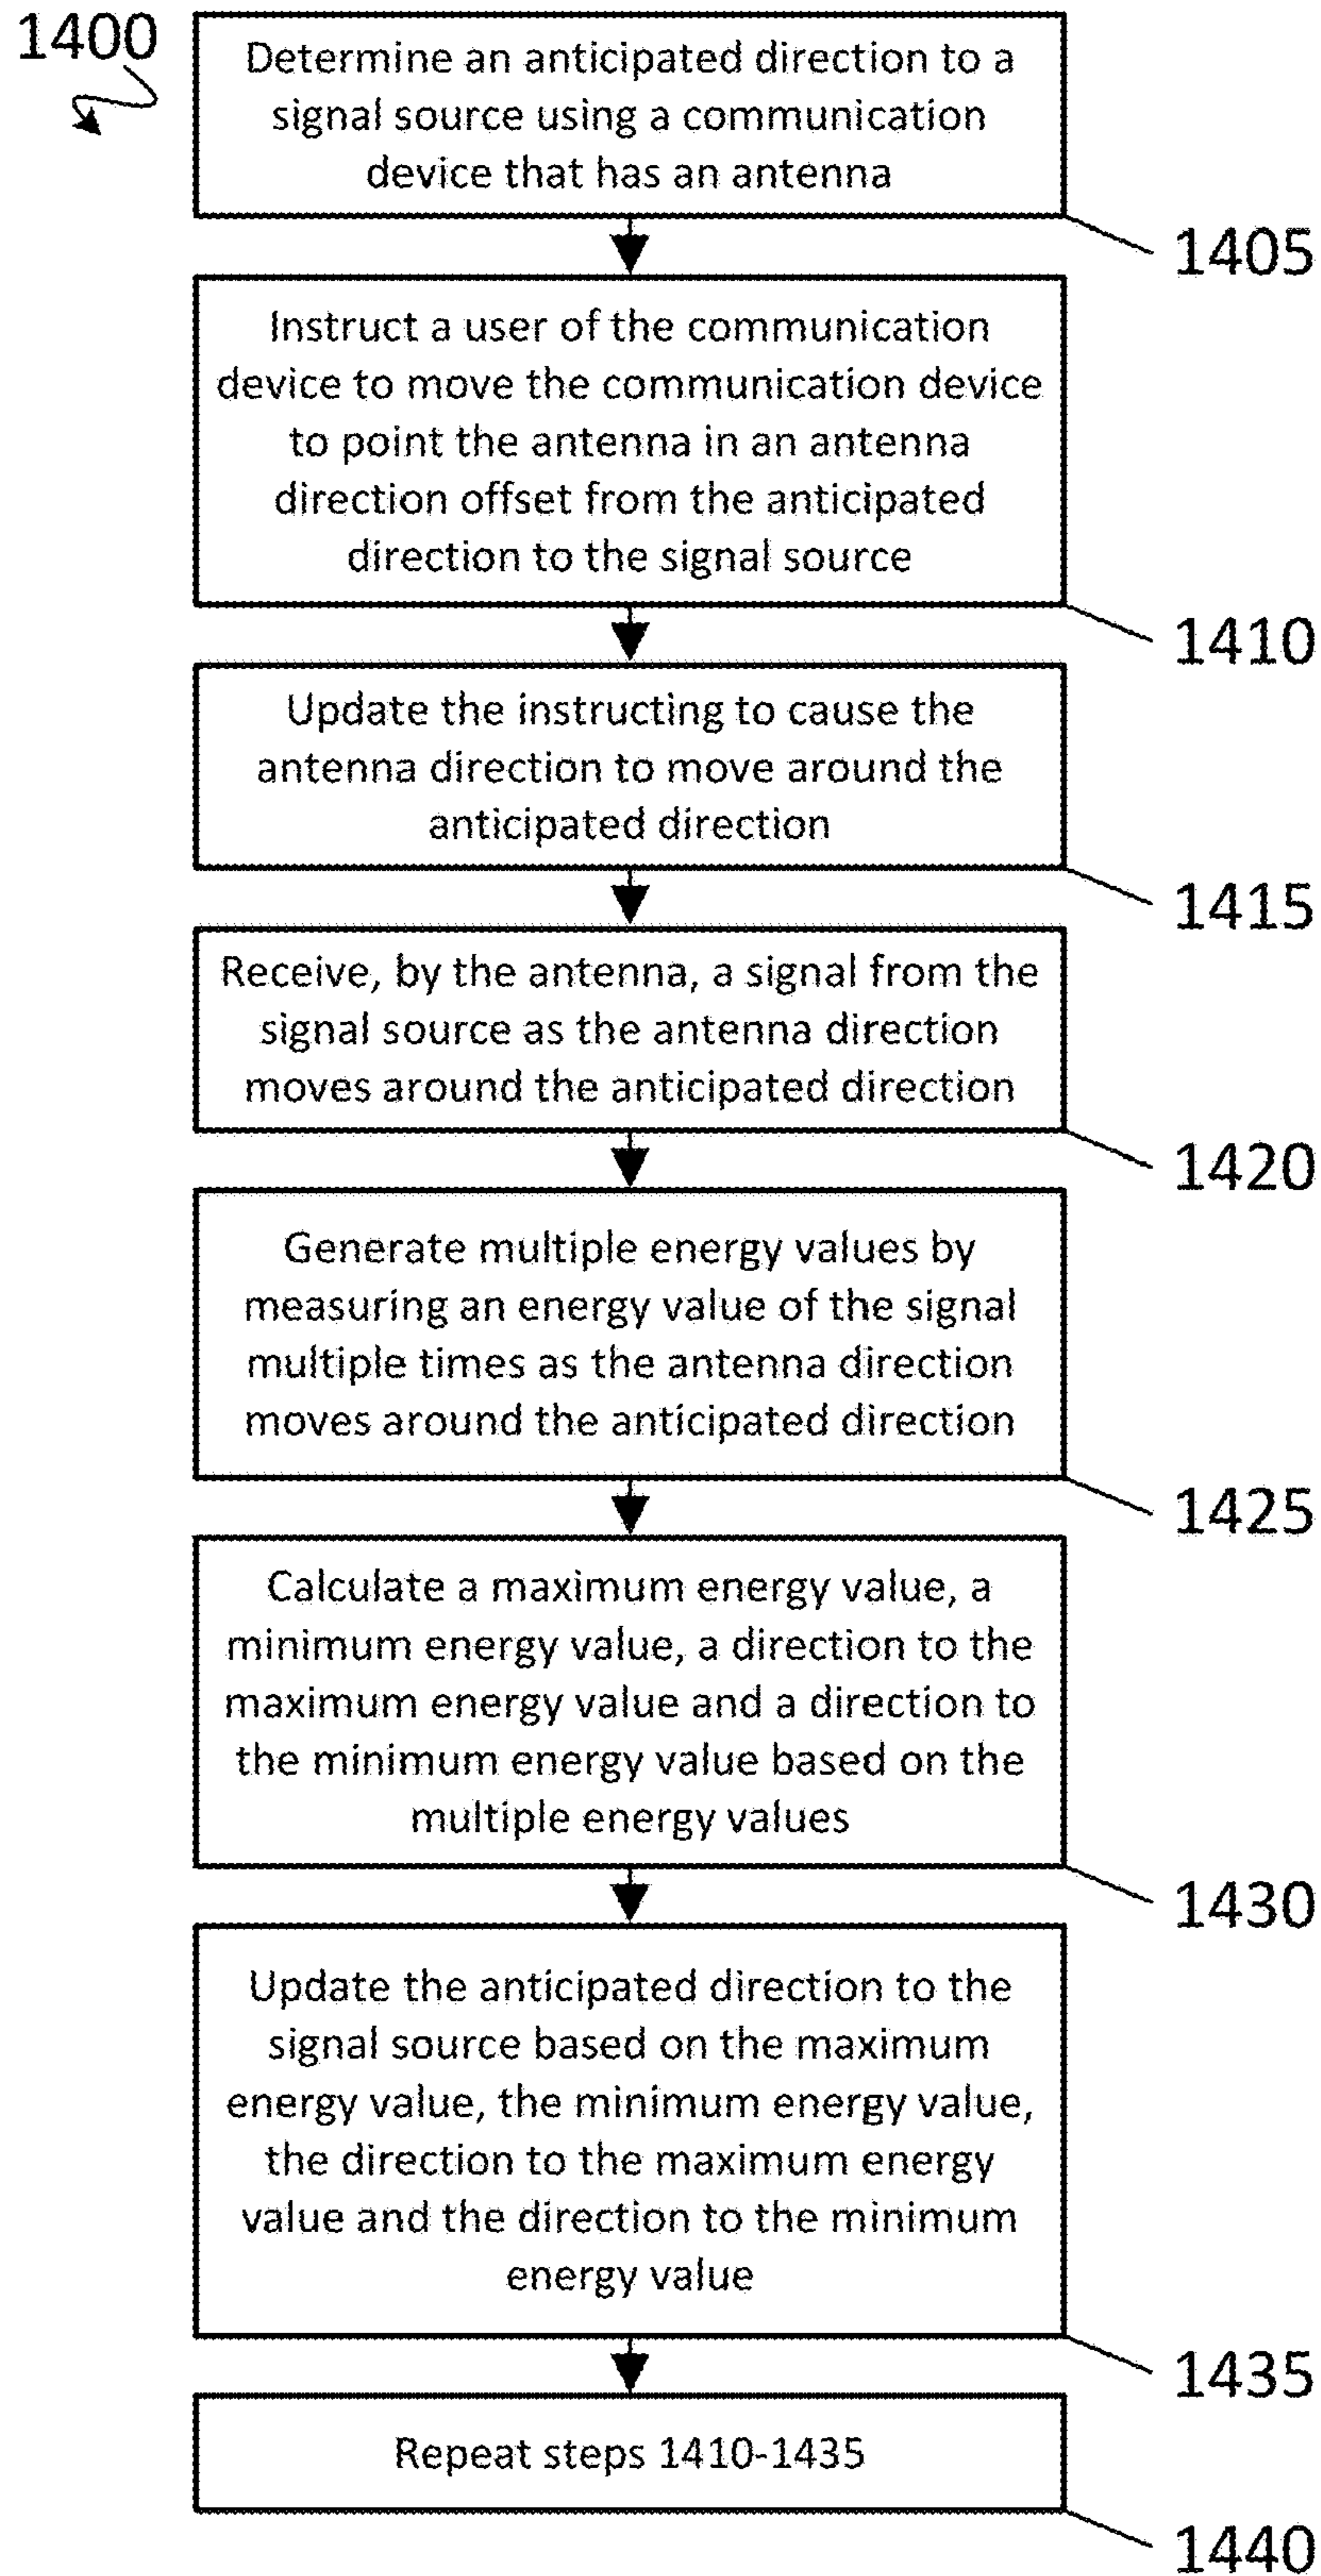 1400
Determine an anticipated direction to a
signal source using a communication
device that has an antenna
1405
Instruct a user of the communication
device to move the communication device
to point the antenna in an antenna
direction offset from the anticipated
direction to the signal source
1410
Update the instructing to cause the
antenna direction to move around the
anticipated direction
1415
Receive, by the antenna, a signal from the
signal source as the antenna direction
moves around the anticipated direction
1420
Generate multiple energy values by
measuring an energy value of the signal
multiple times as the antenna direction
moves around the anticipated direction
1425
Calculate a maximum energy value, a
minimum energy value, a direction to the
maximum energy value and a direction to
the minimum energy value based on the
multiple energy values
1430
Update the anticipated direction to the
signal source based on the maximum
energy value, the minimum energy value,
the direction to the maximum energy
value and the direction to the minimum
energy value
1435
Repeat steps 1410-1435
1440